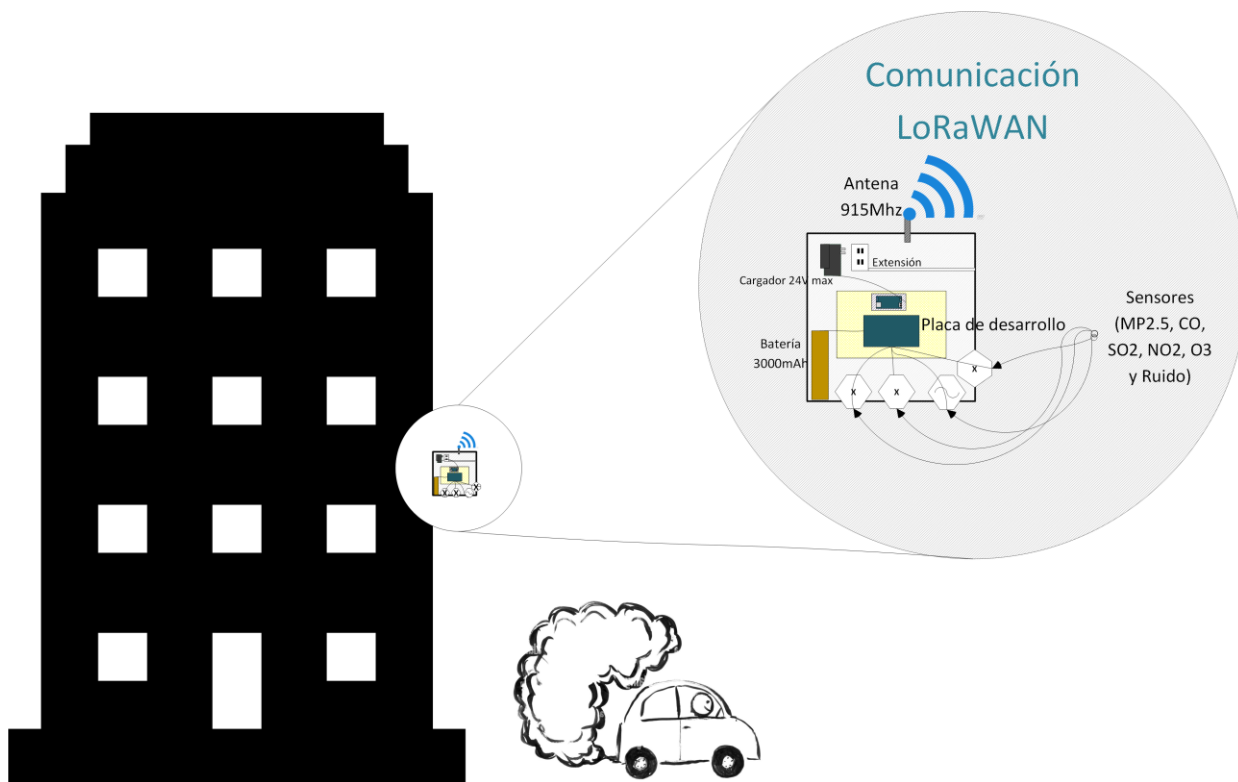 Comunicación
LoRaWAN
Antena
915Mhz
Extensión
Cargador 24V max
Placa de desarrollo
Batería
3000mAh
Sensores
(MP2.5, CO,
SO2, NO2, O3
y Ruido)
X
X
X